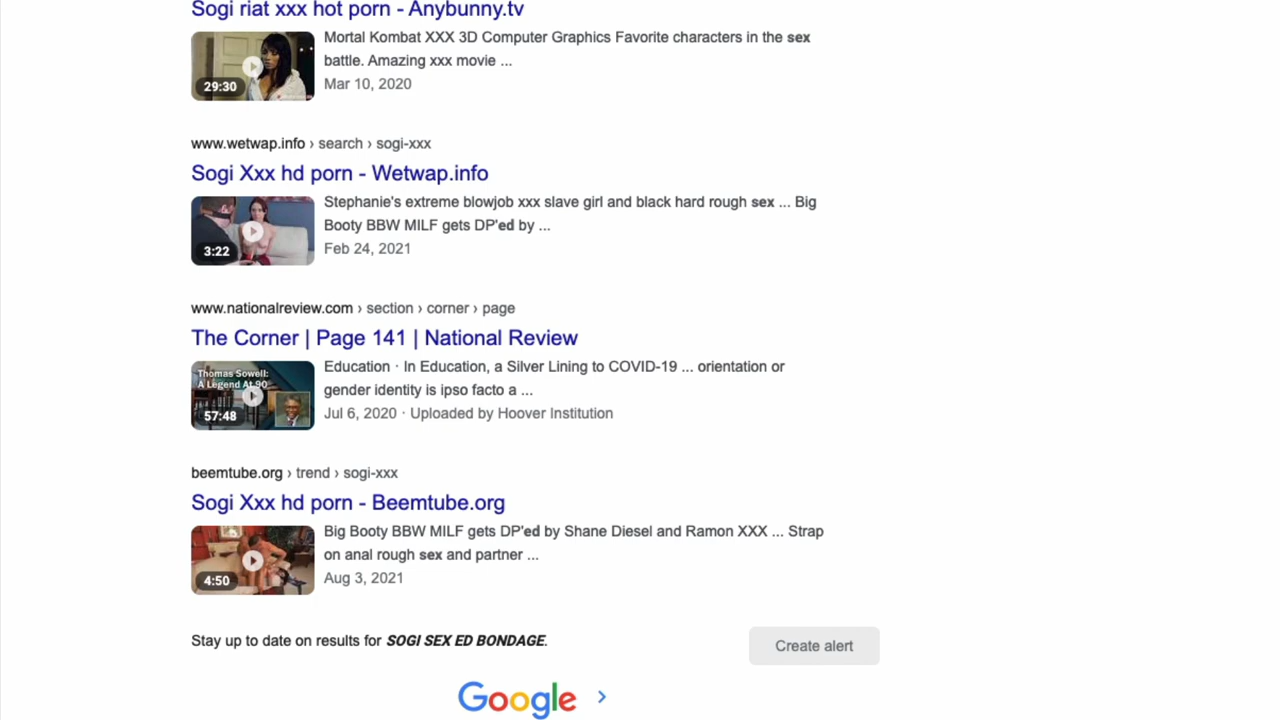 Sogi riat xxx hot porn - Anybunny.tv
Mortal Kombat XXX 3D Computer Graphics Favorite characters in the sex
battle. Amazing xxx movie ...
29:30
Mar 10, 2020
www.wetwap.info › search › sogi-xxx
Sogi Xxx hd porn - Wetwap.info
Stephanie's extreme blowjob xxx slave girl and black hard rough sex ... Big
Booty BBW MILF gets DP'ed by ...
3:22
Feb 24, 2021
www.nationalreview.com › section › corner › page
The Corner | Page 141 | National Review
Thomas Sowell:
A Legend At 90
57:48
Education · In Education, a Silver Lining to COVID-19 ... orientation or
gender identity is ipso facto a ...
Jul 6, 2020 · Uploaded by Hoover Institution
beemtube.org › trend › sogi-xxx
Sogi Xxx hd porn - Beemtube.org
Big Booty BBW MILF gets DP'ed by Shane Diesel and Ramon XXX ... Strap
on anal rough sex and partner ...
4:50
Aug 3, 2021
Stay up to date on results for SOGI SEX ED BONDAGE.
Create alert
Google >